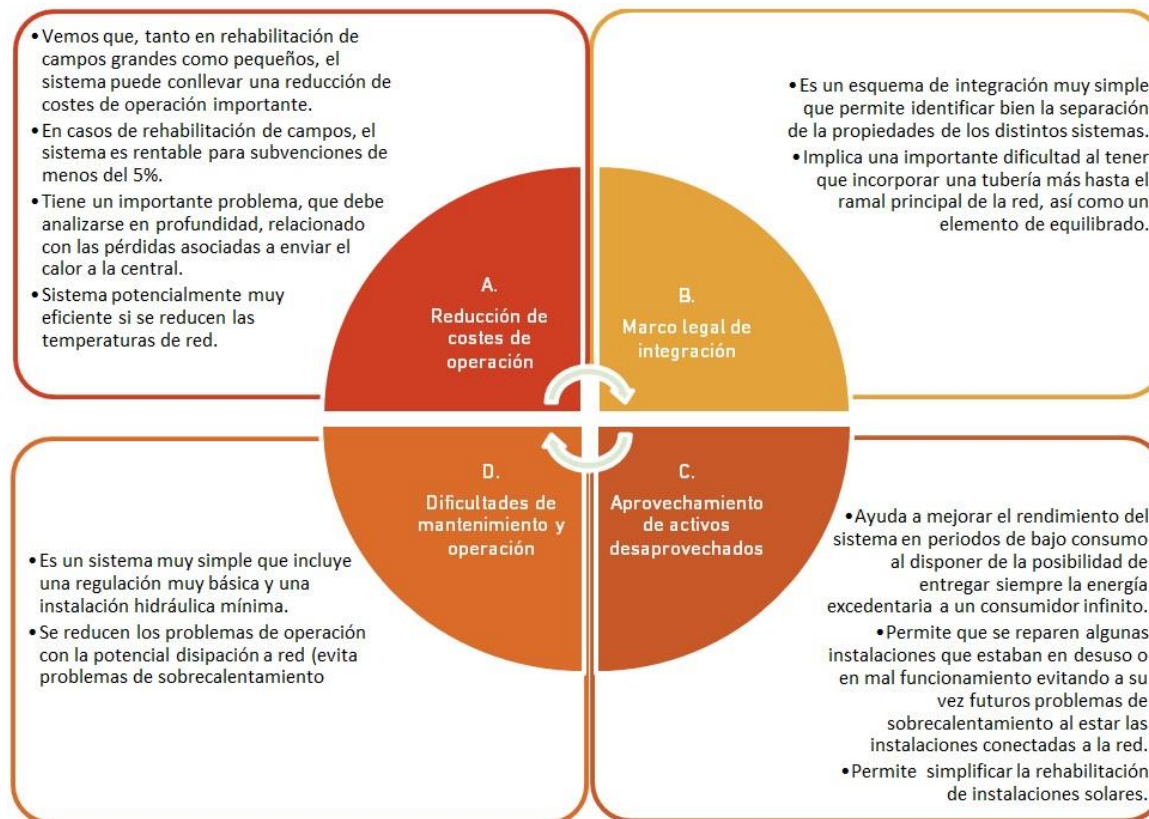 •Vemos que, tanto en rehabilitación de
campos grandes como pequeños, el
sistema puede conllevar una reducción de
costes de operación importante.
•En casos de rehabilitación de campos, el
sistema es rentable para subvenciones de
menos del 5%.
•Tiene un importante problema, que debe
analizarse en profundidad, relacionado
con las pérdidas asociadas a enviar el
calor a la central.
•Sistema potencialmente muy
eficiente si se reducen las
temperaturas de red.
A.
Reducción de
costes de
operación
•Es un esquema de integración muy simple
que permite identificar bien la separación
de la propiedades de los distintos sistemas.
•Implica una importante dificultad al tener
que incorporar una tubería más hasta el
ramal principal de la red, así como un
elemento de equilibrado.
B.
Marco legal de
integración
C.
Aprovechamiento
de activos
desaprovechados
•Ayuda a mejorar el rendimiento del
sistema en periodos de bajo consumo
al disponer de la posibilidad de
entregar siempre la energía
excedentaria a un consumidor infinito.
•Permite que se reparen algunas
instalaciones que estaban en desuso o
en mal funcionamiento evitando a su
vez futuros problemas de
sobrecalentamiento al estar las
instalaciones conectadas a la red.
•Permite simplificar la rehabilitación
de instalaciones solares.
D.
Dificultades de
mantenimiento y
operación
•Es un sistema muy simple que incluye
una regulación muy básica y una
instalación hidráulica mínima.
•Se reducen los problemas de operación
con la potencial disipación a red (evita
problemas de sobrecalentamiento